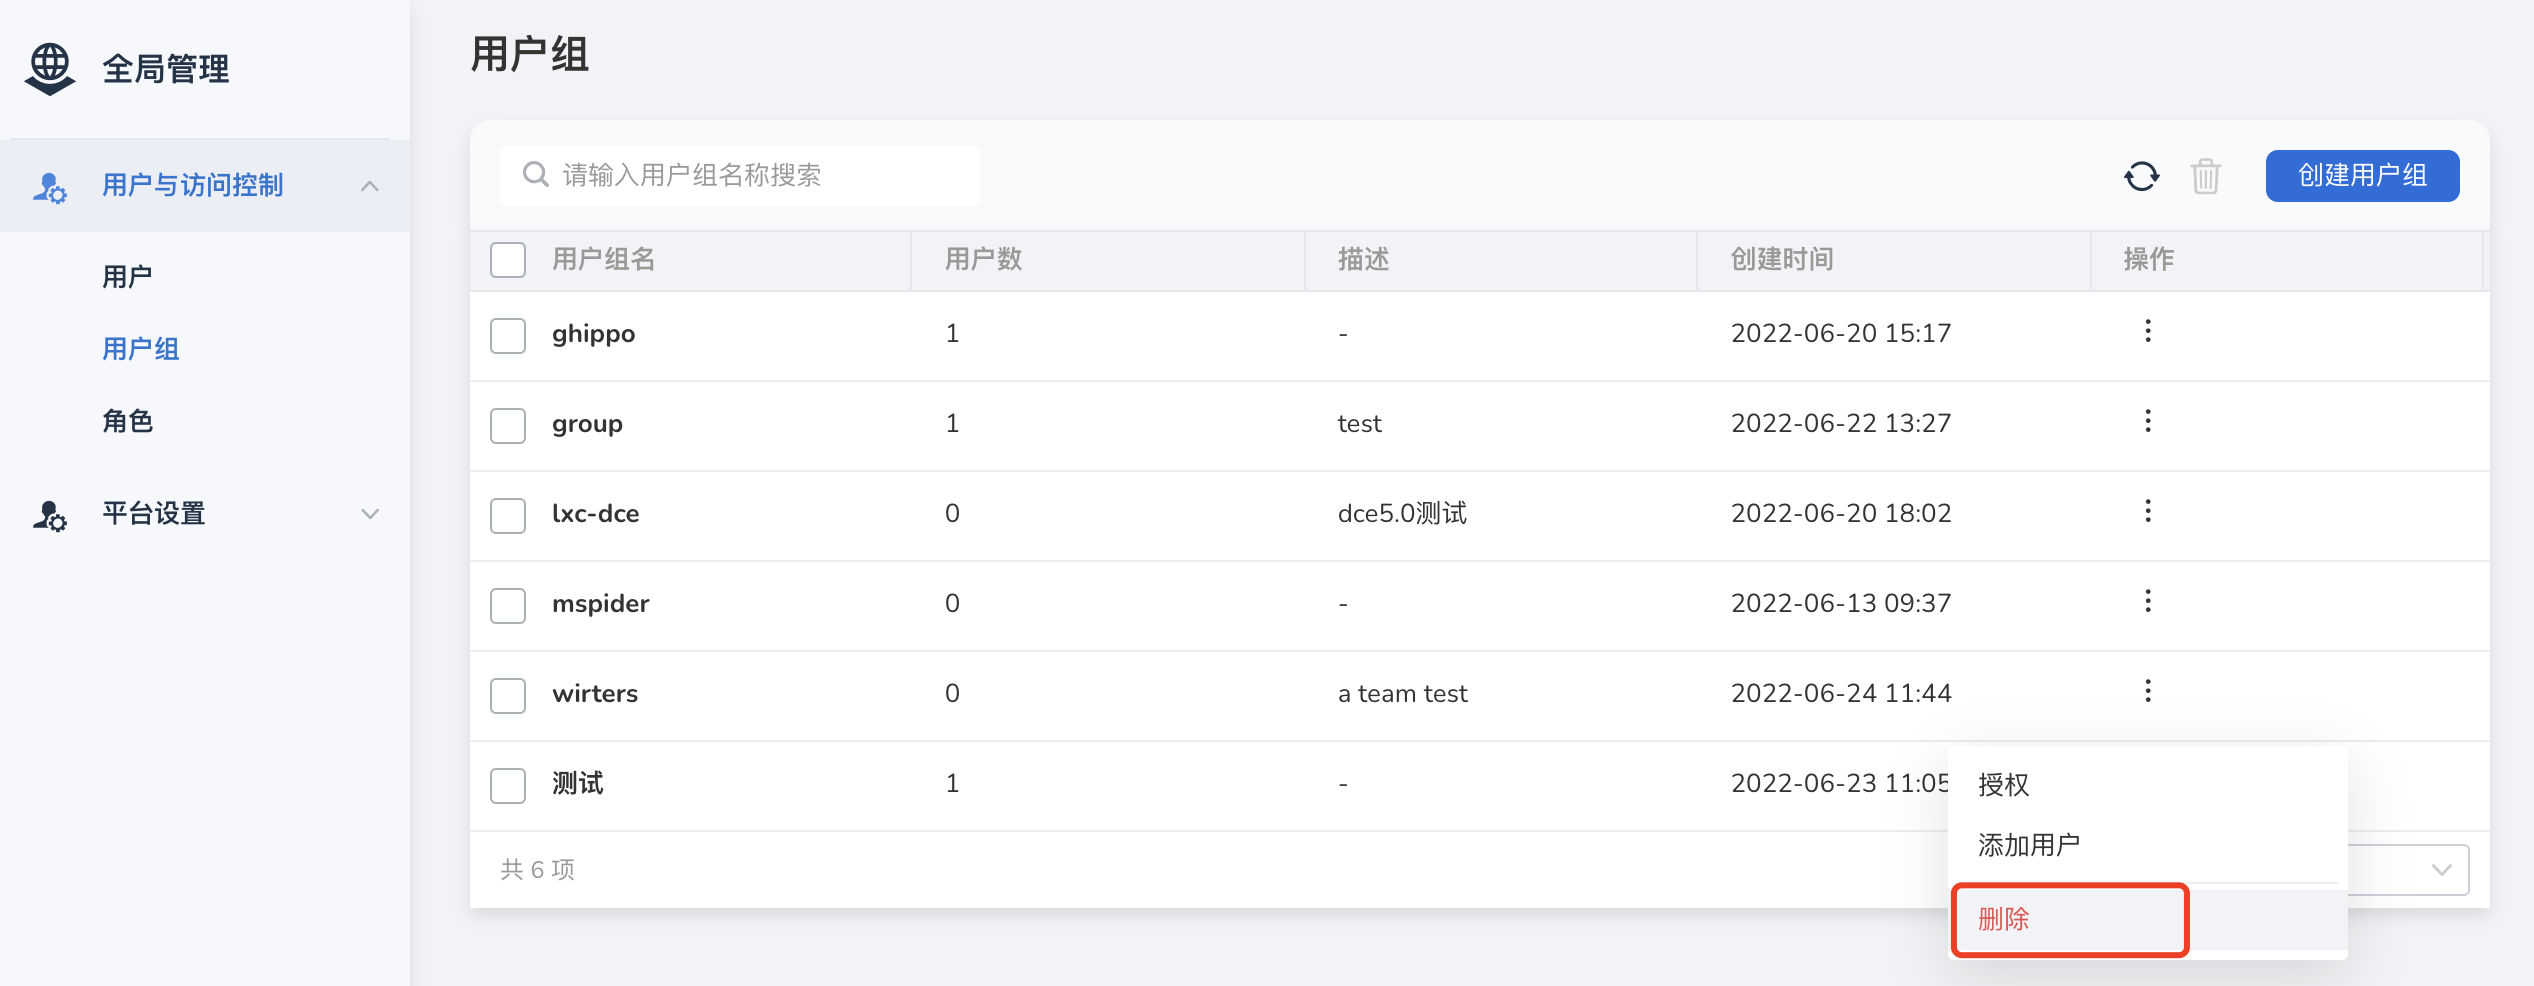 全局管理
用户与访问控制
用户
用户组
角色
平台设置
用户组
请输入用户组名称搜索
创建用户组
用户组名 用户数 描述 创建时间 操作
ghippo 1 - 2022-06-20 15:17
group 1 test 2022-06-22 13:27
lxc-dce 0 dce5.0测试 2022-06-20 18:02
mspider 0 - 2022-06-13 09:37
wirters 0 a team test 2022-06-24 11:44
测试 1 - 2022-06-23 11:05
共 6 项
授权
添加用户
删除